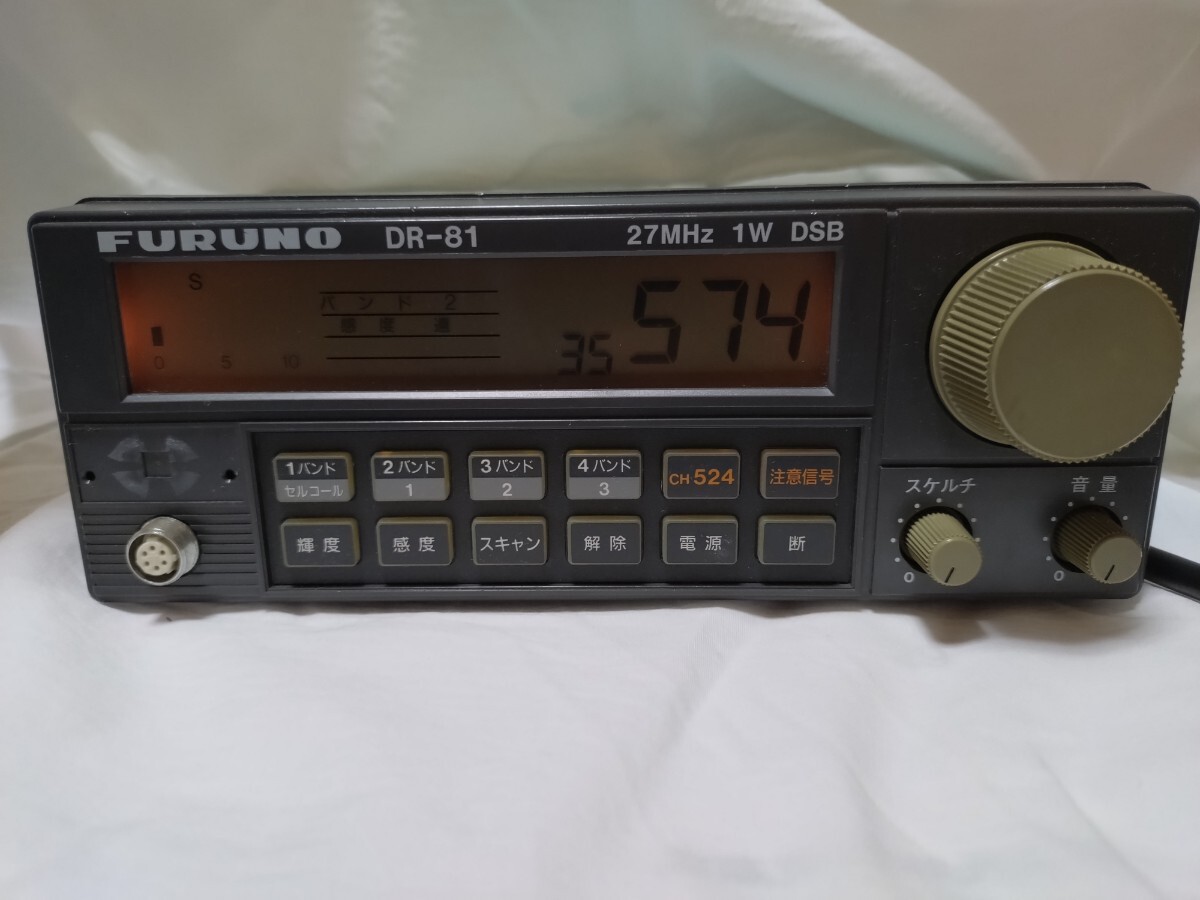 FURUNO DR-81 27MHz 1W DSB
S
バンド 2
感度 適
0 5 10
35 574
1バンド 2バンド 3バンド 4バンド CH 524 注意信号
セルコール 1 2 3
輝度 感度 スキャン 解除 電源 断
スケルチ 音量
0 0